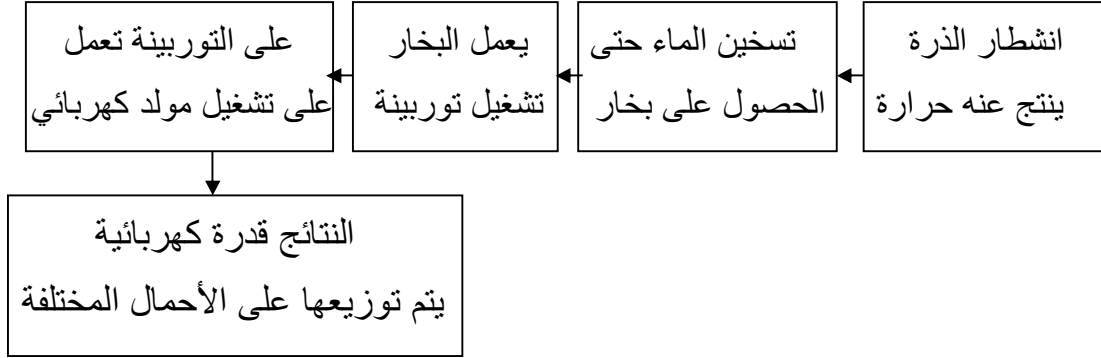 انشطار الذرة
ينتج عنه حرارة
تسخين الماء حتى
الحصول على بخار
يعمل البخار
تشغيل توربينة
على التوربينة تعمل
على تشغيل مولد كهربائي
النتائج قدرة كهربائية
يتم توزيعها على الأحمال المختلفة